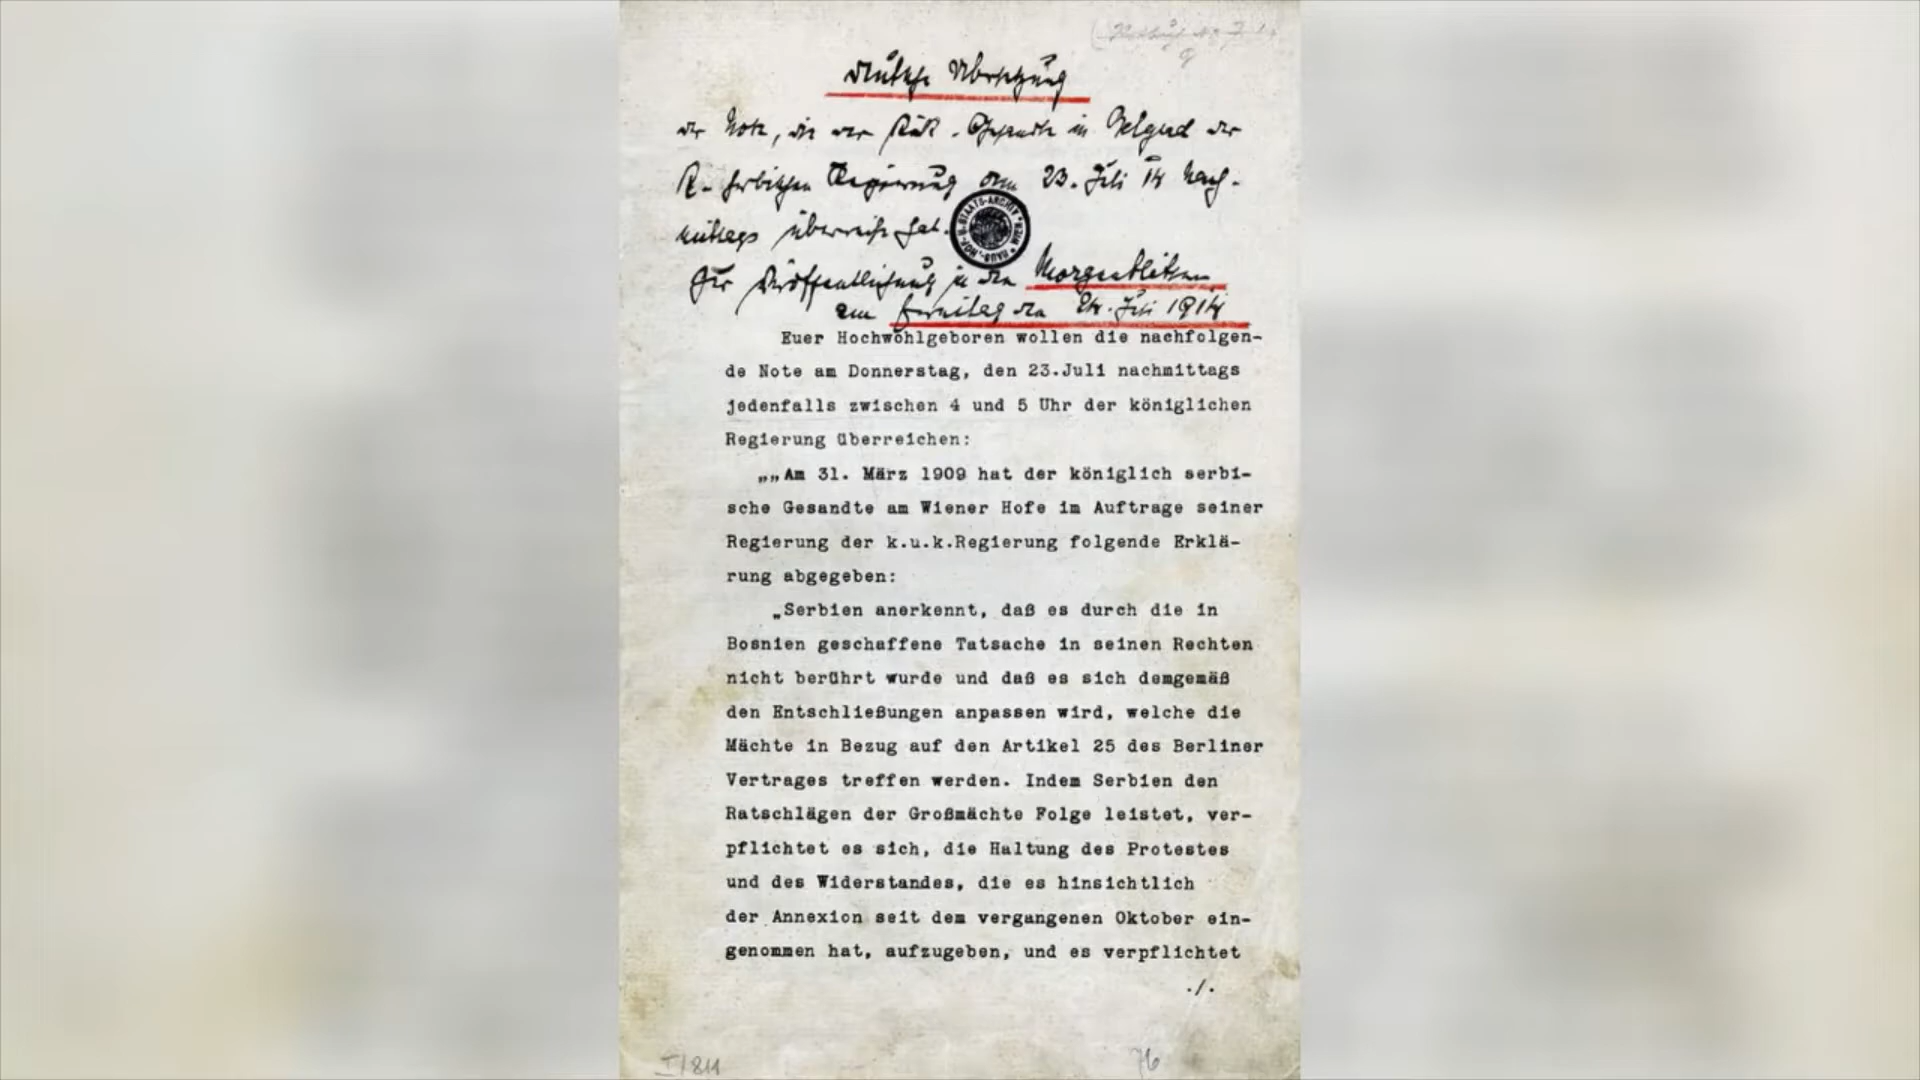 Deutsche Übersetzung
der Note, die der k.u.k. Gesandte in Belgrad der
k. serbischen Regierung am 23. Juli 14 Nach-
mittags überreicht hat.
HAUS-, HOF- U. STAATS-ARCHIV WIEN
Zur Veröffentlichung in den Morgenblättern
am Freitag den 24. Juli 1914
Euer Hochwohlgeboren wollen die nachfolgen-
de Note am Donnerstag, den 23.Juli nachmittags
jedenfalls zwischen 4 und 5 Uhr der königlichen
Regierung überreichen:
„„Am 31. März 1909 hat der königlich serbi-
sche Gesandte am Wiener Hofe im Auftrage seiner
Regierung der k.u.k.Regierung folgende Erklä-
rung abgegeben:
„Serbien anerkennt, daß es durch die in
Bosnien geschaffene Tatsache in seinen Rechten
nicht berührt wurde und daß es sich demgemäß
den Entschließungen anpassen wird, welche die
Mächte in Bezug auf den Artikel 25 des Berliner
Vertrages treffen werden. Indem Serbien den
Ratschlägen der Großmächte Folge leistet, ver-
pflichtet es sich, die Haltung des Protestes
und des Widerstandes, die es hinsichtlich
der Annexion seit dem vergangenen Oktober ein-
genommen hat, aufzugeben, und es verpflichtet
./.
I/811
76